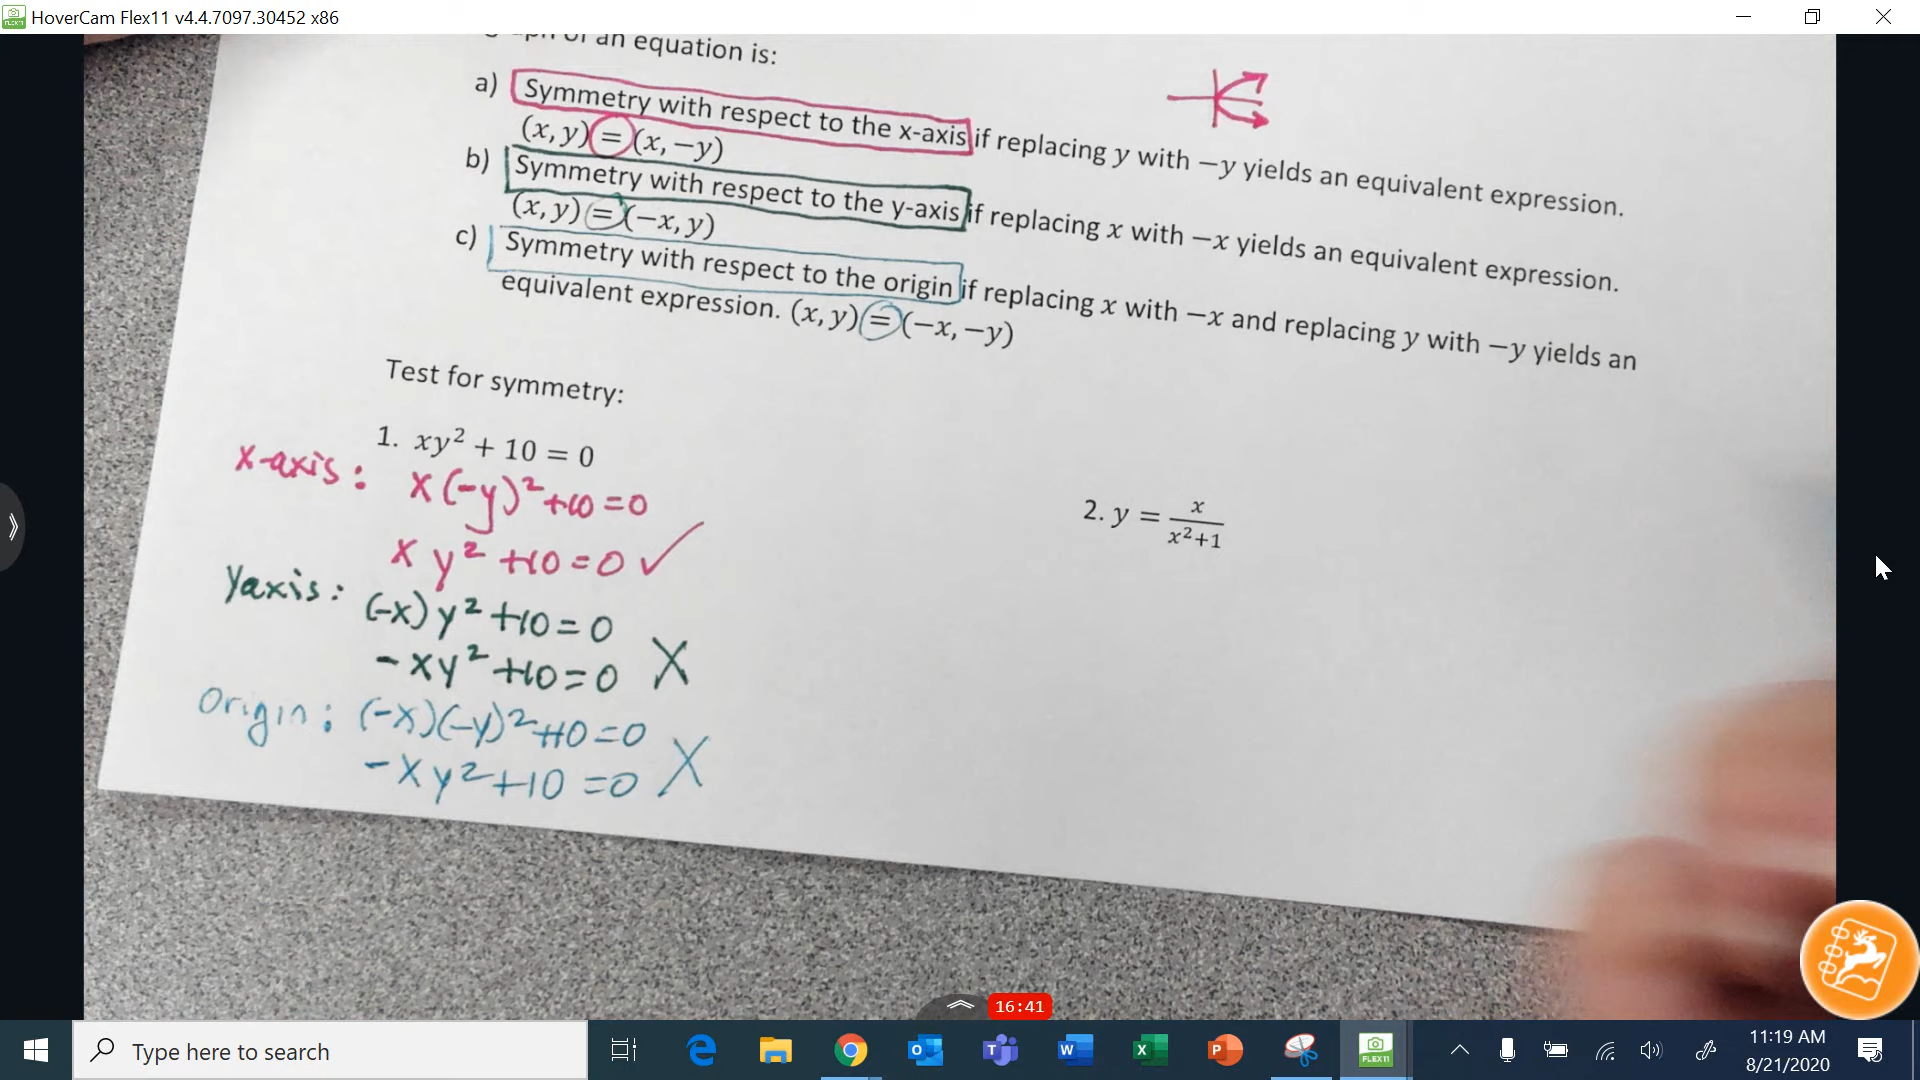 HoverCam Flex11 v4.4.7097.30452 x86
of an equation is:
a) Symmetry with respect to the x-axis if replacing y with −y yields an equivalent expression.
(x, y) = (x, −y)
b) Symmetry with respect to the y-axis if replacing x with −x yields an equivalent expression.
(x, y) = (−x, y)
c) Symmetry with respect to the origin if replacing x with −x and replacing y with −y yields an
equivalent expression. (x, y) = (−x, −y)
Test for symmetry:
1. xy² + 10 = 0
x-axis: x(-y)²+10=0
x y² +10=0 ✓
Yaxis: (-x)y²+10=0
-xy²+10=0 X
Origin: (-x)(-y)²+10=0
-xy²+10=0 X
2. y = x/(x²+1)
16:41
Type here to search
FLEX11
11:19 AM
8/21/2020